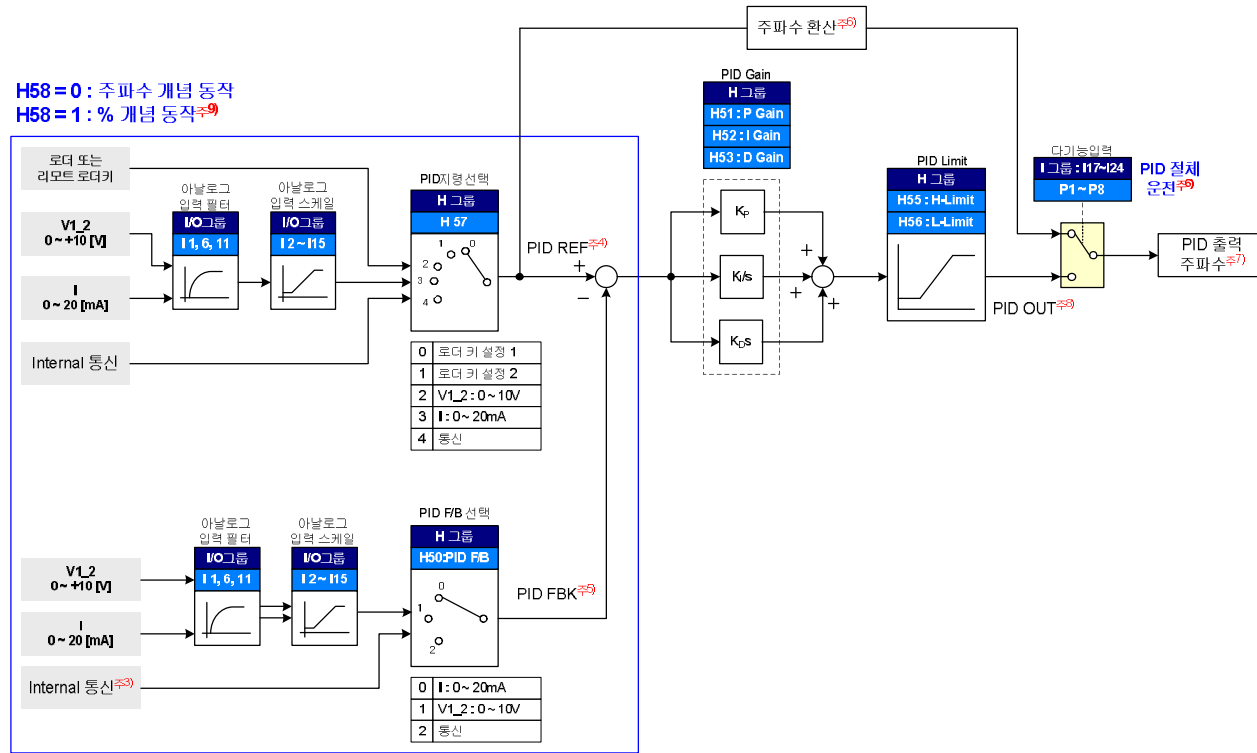 주파수 환산주6)
H58 = 0 : 주파수 개념 동작
H58 = 1 : % 개념 동작주9)
PID Gain
H 그룹
H51 : P Gain
H52 : I Gain
H53 : D Gain
로더 또는
리모트 로더키
V1_2
0 ~ +10 [V]
I
0 ~ 20 [mA]
Internal 통신
아날로그
입력 필터
I/O그룹
I 1, 6, 11
아날로그
입력 스케일
I/O그룹
I 2 ~ I15
PID지령선택
H 그룹
H 57
1
0
2
3
4
PID REF주4)
+
−
0 로더 키 설정 1
1 로더 키 설정 2
2 V1_2 : 0 ~ 10V
3 I : 0 ~ 20mA
4 통신
KP
KI/s
KDs
+
+
+
PID Limit
H 그룹
H55 : H-Limit
H56 : L-Limit
PID OUT주8)
다기능입력
I 그룹 : I17~I24
P1 ~ P8
PID 절체
운전주6)
PID 출력
주파수주7)
V1_2
0 ~ +10 [V]
I
0 ~ 20 [mA]
Internal 통신주3)
아날로그
입력 필터
I/O그룹
I 1, 6, 11
아날로그
입력 스케일
I/O그룹
I 2 ~ I15
PID F/B 선택
H 그룹
H50:PID F/B
0
1
2
PID FBK주5)
0 I : 0 ~ 20mA
1 V1_2 : 0 ~ 10V
2 통신